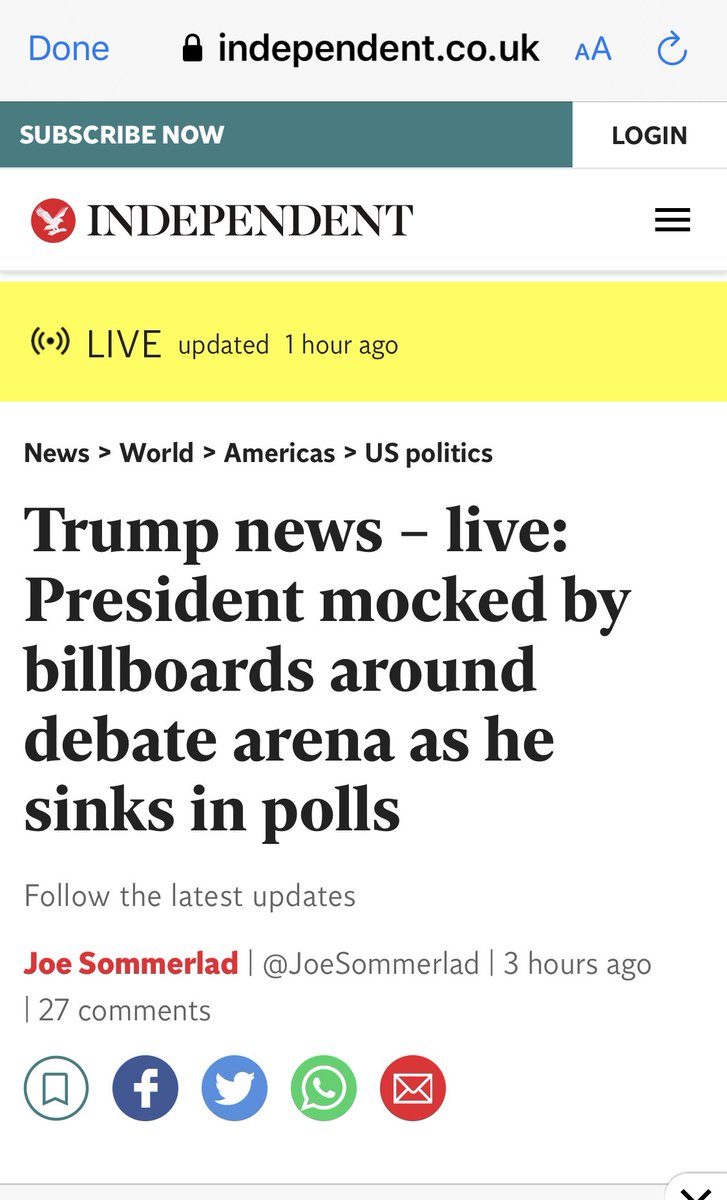 Done independent.co.uk AA
SUBSCRIBE NOW LOGIN
INDEPENDENT
LIVE updated 1 hour ago
News > World > Americas > US politics
Trump news – live:
President mocked by
billboards around
debate arena as he
sinks in polls
Follow the latest updates
Joe Sommerlad | @JoeSommerlad | 3 hours ago
| 27 comments